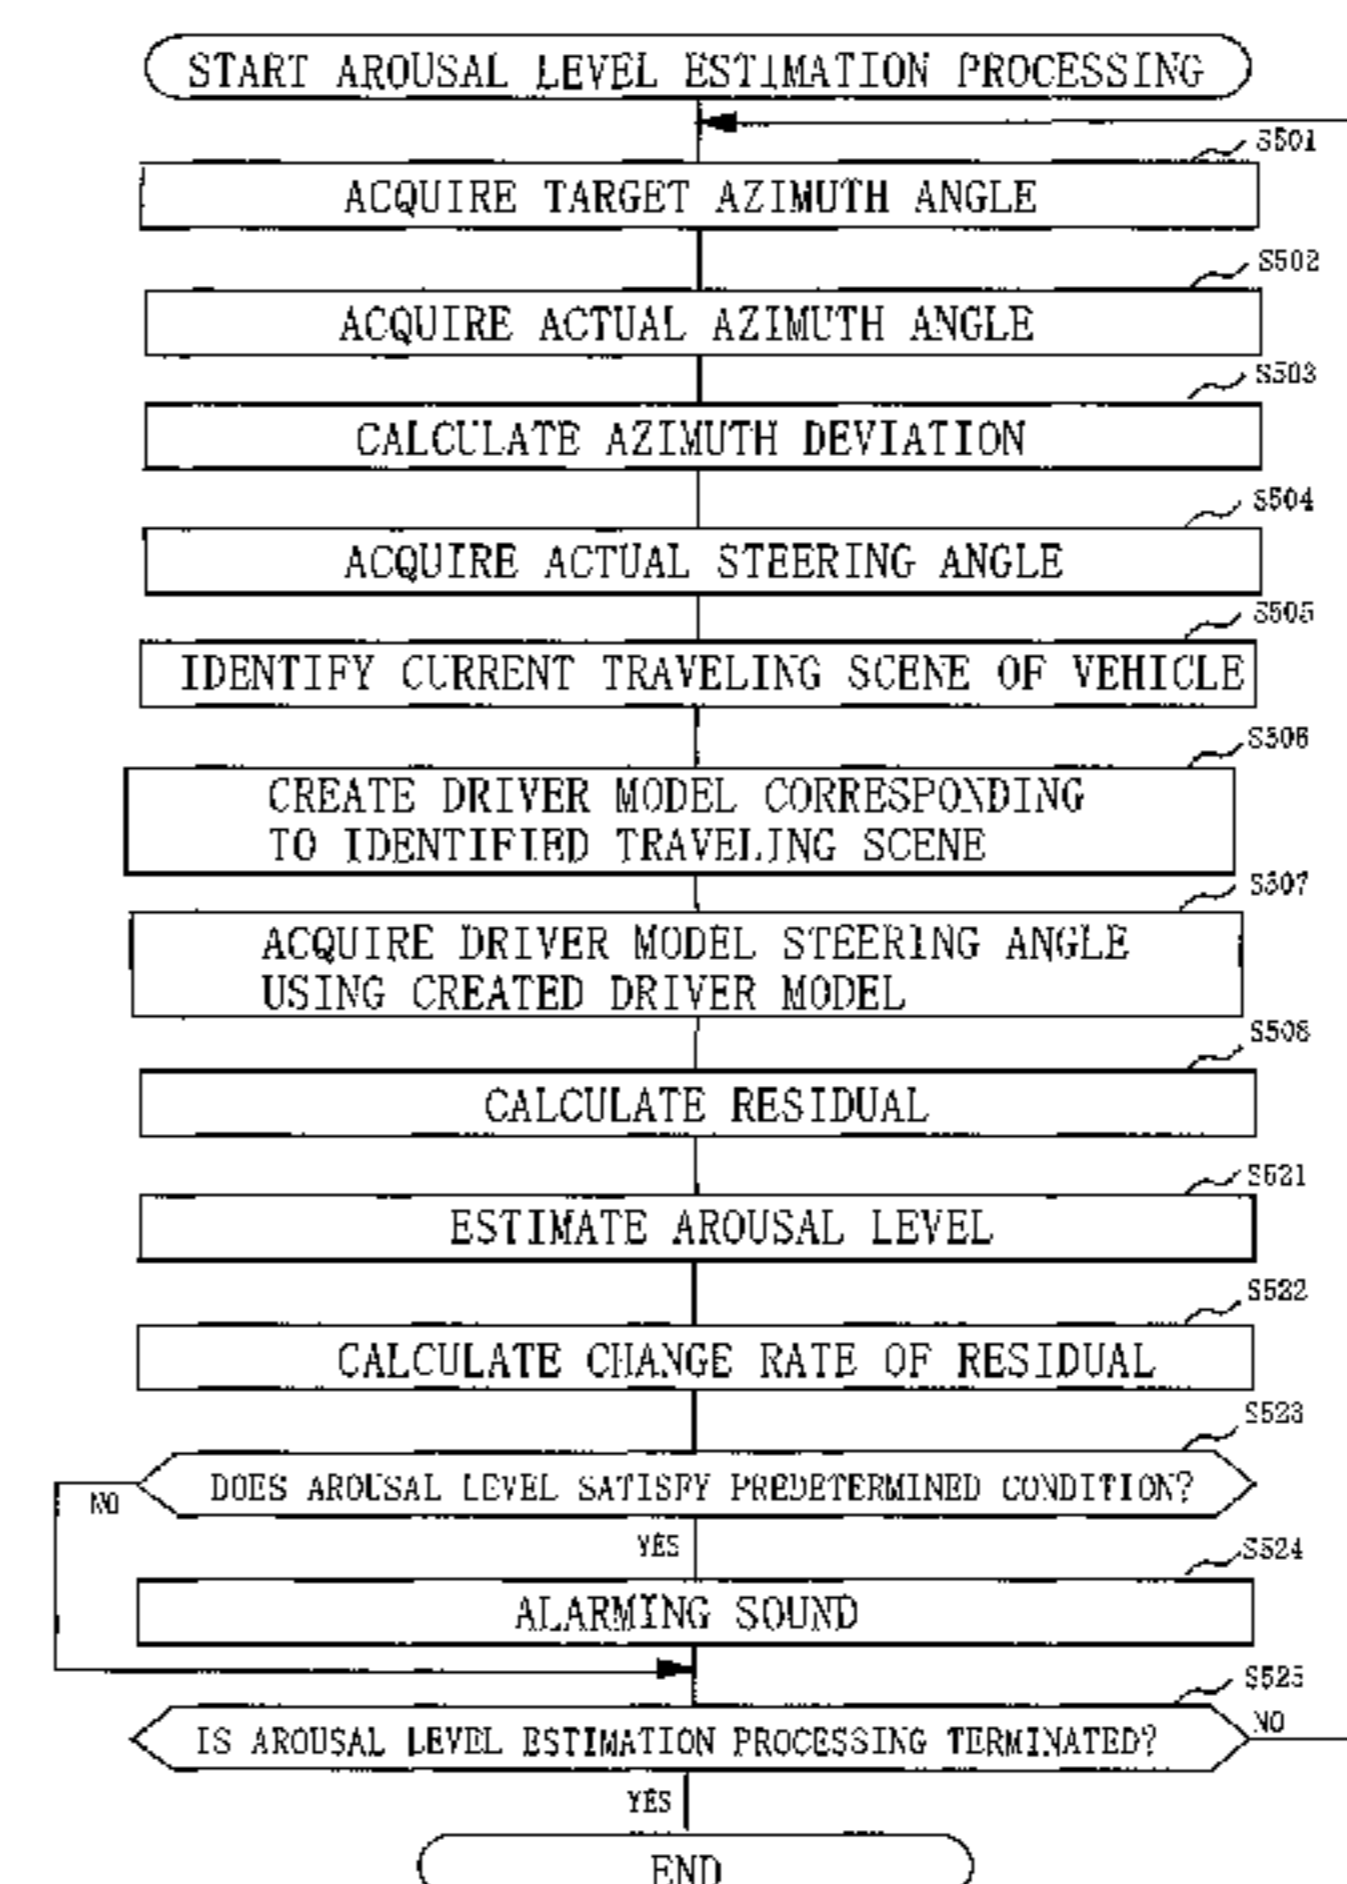 START AROUSAL LEVEL ESTIMATION PROCESSING
S501
ACQUIRE TARGET AZIMUTH ANGLE
S502
ACQUIRE ACTUAL AZIMUTH ANGLE
S503
CALCULATE AZIMUTH DEVIATION
S504
ACQUIRE ACTUAL STEERING ANGLE
S505
IDENTIFY CURRENT TRAVELING SCENE OF VEHICLE
S506
CREATE DRIVER MODEL CORRESPONDING
TO IDENTIFIED TRAVELING SCENE
S507
ACQUIRE DRIVER MODEL STEERING ANGLE
USING CREATED DRIVER MODEL
S508
CALCULATE RESIDUAL
S521
ESTIMATE AROUSAL LEVEL
S522
CALCULATE CHANGE RATE OF RESIDUAL
S523
DOES AROUSAL LEVEL SATISFY PREDETERMINED CONDITION?
NO
YES
S524
ALARMING SOUND
S525
IS AROUSAL LEVEL ESTIMATION PROCESSING TERMINATED?
NO
YES
END